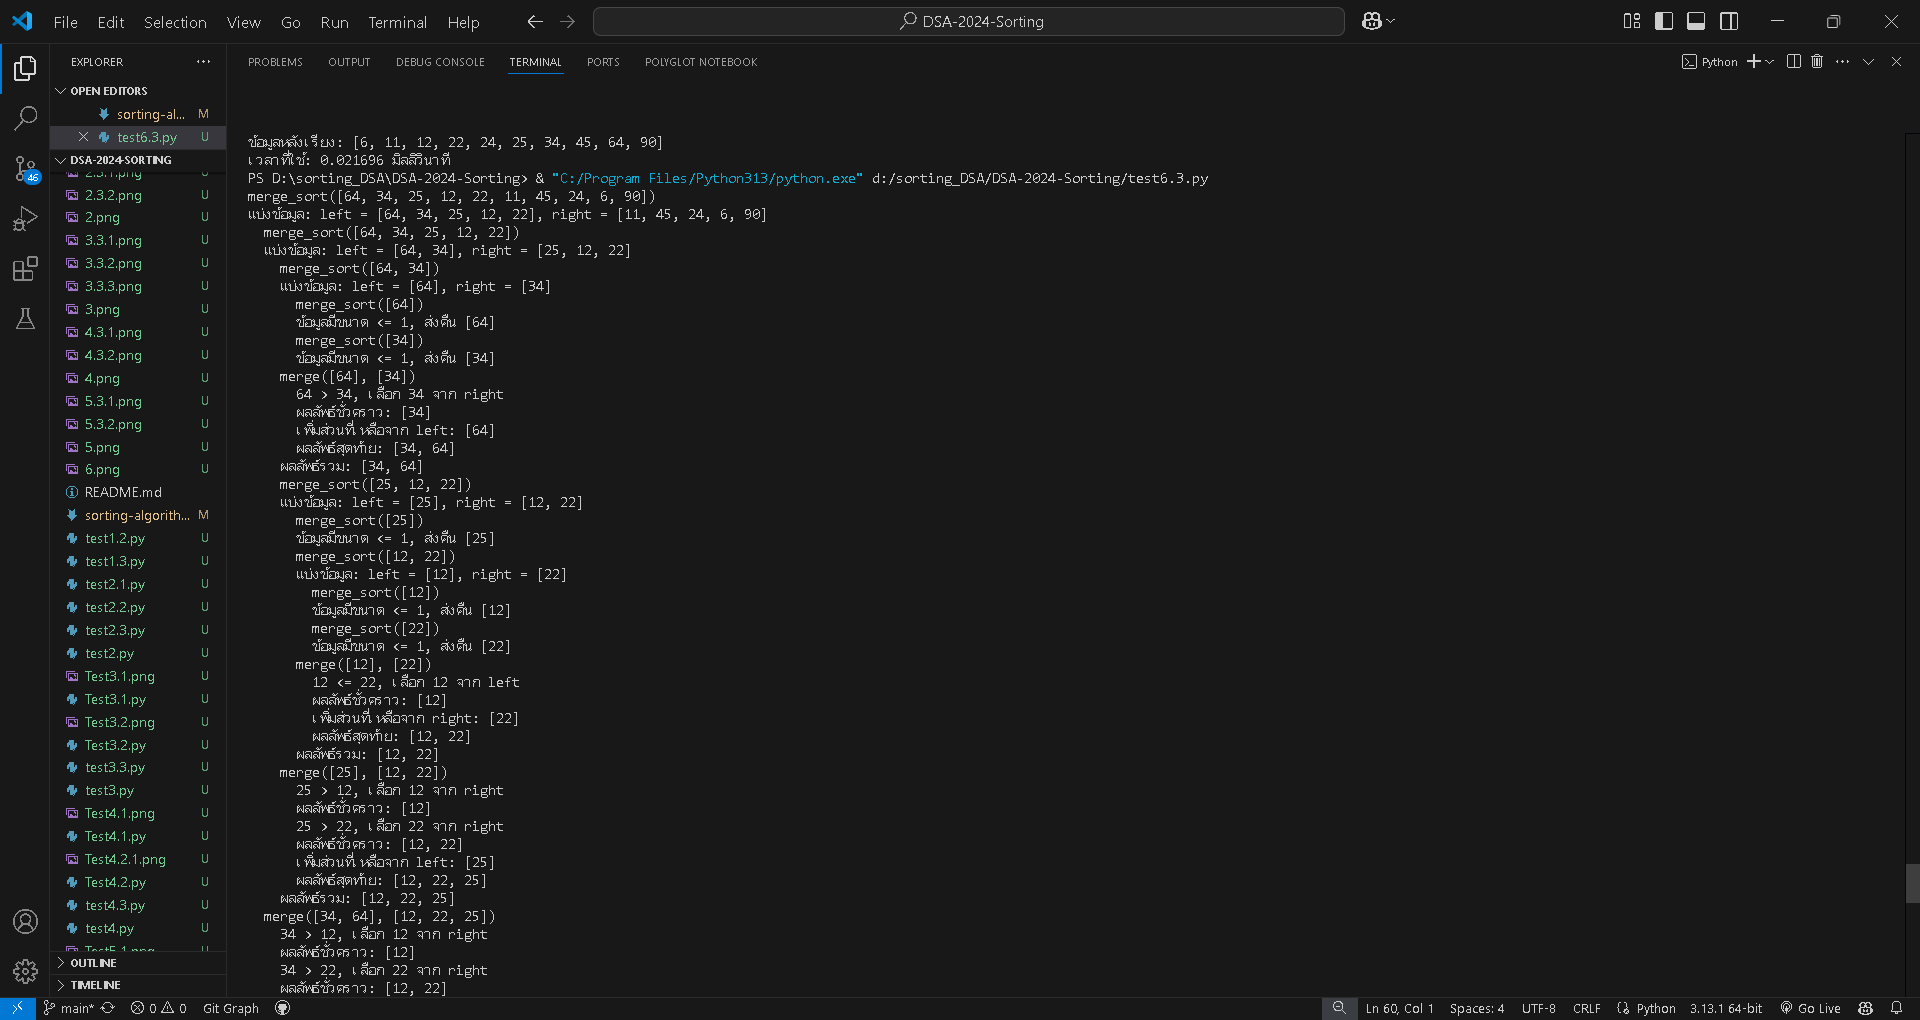 File Edit Selection View Go Run Terminal Help
DSA-2024-Sorting
EXPLORER
OPEN EDITORS
sorting-al... M
test6.3.py U
DSA-2024-SORTING
2.3.1.png U
2.3.2.png U
2.png U
3.3.1.png U
3.3.2.png U
3.3.3.png U
3.png U
4.3.1.png U
4.3.2.png U
4.png U
5.3.1.png U
5.3.2.png U
5.png U
6.png U
README.md
sorting-algorith... M
test1.2.py U
test1.3.py U
test2.1.py U
test2.2.py U
test2.3.py U
test2.py U
Test3.1.png U
Test3.1.py U
Test3.2.png U
Test3.2.py U
test3.3.py U
test3.py U
Test4.1.png U
Test4.1.py U
Test4.2.1.png U
Test4.2.py U
test4.3.py U
test4.py U
Test5.1.png U
OUTLINE
TIMELINE
46
PROBLEMS OUTPUT DEBUG CONSOLE TERMINAL PORTS POLYGLOT NOTEBOOK
Python
ข้อมูลหลังเรียง: [6, 11, 12, 22, 24, 25, 34, 45, 64, 90]
เวลาที่ใช้: 0.021696 มิลลิวินาที
PS D:\sorting_DSA\DSA-2024-Sorting> & "C:/Program Files/Python313/python.exe" d:/sorting_DSA/DSA-2024-Sorting/test6.3.py
merge_sort([64, 34, 25, 12, 22, 11, 45, 24, 6, 90])
แบ่งข้อมูล: left = [64, 34, 25, 12, 22], right = [11, 45, 24, 6, 90]
merge_sort([64, 34, 25, 12, 22])
แบ่งข้อมูล: left = [64, 34], right = [25, 12, 22]
merge_sort([64, 34])
แบ่งข้อมูล: left = [64], right = [34]
merge_sort([64])
ข้อมูลมีขนาด <= 1, ส่งคืน [64]
merge_sort([34])
ข้อมูลมีขนาด <= 1, ส่งคืน [34]
merge([64], [34])
64 > 34, เลือก 34 จาก right
ผลลัพธ์ชั่วคราว: [34]
เพิ่มส่วนที่เหลือจาก left: [64]
ผลลัพธ์สุดท้าย: [34, 64]
ผลลัพธ์รวม: [34, 64]
merge_sort([25, 12, 22])
แบ่งข้อมูล: left = [25], right = [12, 22]
merge_sort([25])
ข้อมูลมีขนาด <= 1, ส่งคืน [25]
merge_sort([12, 22])
แบ่งข้อมูล: left = [12], right = [22]
merge_sort([12])
ข้อมูลมีขนาด <= 1, ส่งคืน [12]
merge_sort([22])
ข้อมูลมีขนาด <= 1, ส่งคืน [22]
merge([12], [22])
12 <= 22, เลือก 12 จาก left
ผลลัพธ์ชั่วคราว: [12]
เพิ่มส่วนที่เหลือจาก right: [22]
ผลลัพธ์สุดท้าย: [12, 22]
ผลลัพธ์รวม: [12, 22]
merge([25], [12, 22])
25 > 12, เลือก 12 จาก right
ผลลัพธ์ชั่วคราว: [12]
25 > 22, เลือก 22 จาก right
ผลลัพธ์ชั่วคราว: [12, 22]
เพิ่มส่วนที่เหลือจาก left: [25]
ผลลัพธ์สุดท้าย: [12, 22, 25]
ผลลัพธ์รวม: [12, 22, 25]
merge([34, 64], [12, 22, 25])
34 > 12, เลือก 12 จาก right
ผลลัพธ์ชั่วคราว: [12]
34 > 22, เลือก 22 จาก right
ผลลัพธ์ชั่วคราว: [12, 22]
main* 0 0 Git Graph Ln 60, Col 1 Spaces: 4 UTF-8 CRLF Python 3.13.1 64-bit Go Live